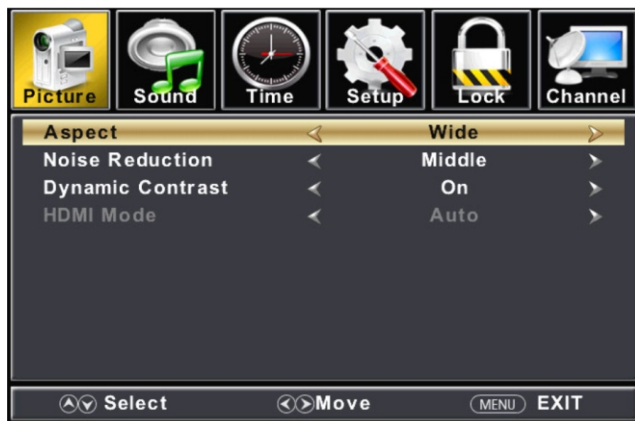 Picture Sound Time Setup Lock Channel
Aspect Wide
Noise Reduction Middle
Dynamic Contrast On
HDMI Mode Auto
Select Move MENU EXIT